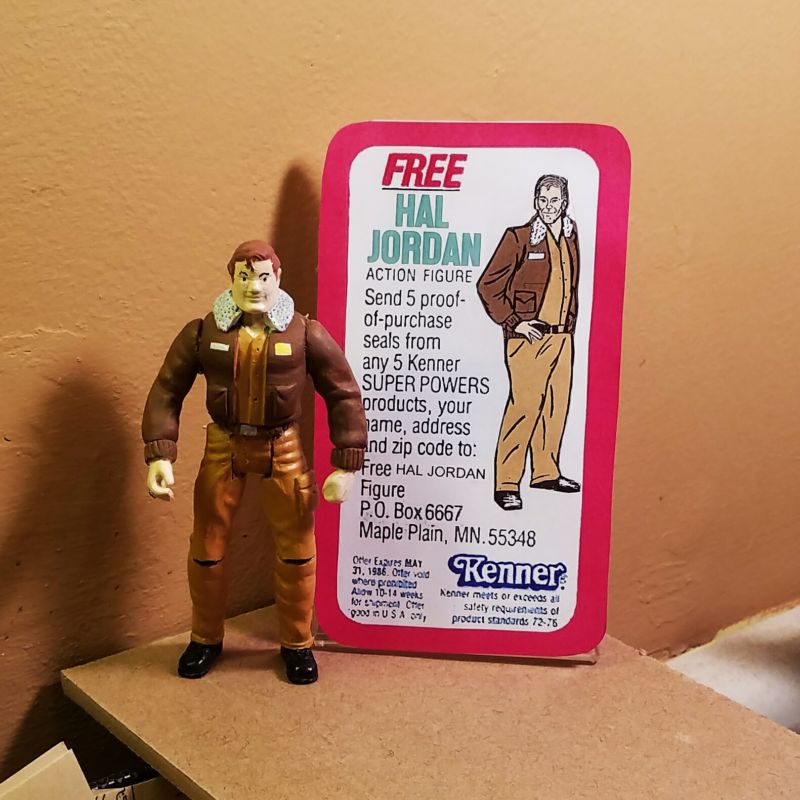 FREE
HAL
JORDAN
ACTION FIGURE
Send 5 proof-
of-purchase
seals from
any 5 Kenner
SUPER POWERS
products, your
name, address
and zip code to:
Free HAL JORDAN
Figure
P.O. Box 6667
Maple Plain, MN. 55348
Offer Expires MAY
31, 1986. Offer void
where prohibited
Allow 10-14 weeks
for shipment. Offer
good in U S A only
Kenner
Kenner meets or exceeds all
safety requirements of
product standards 72-76